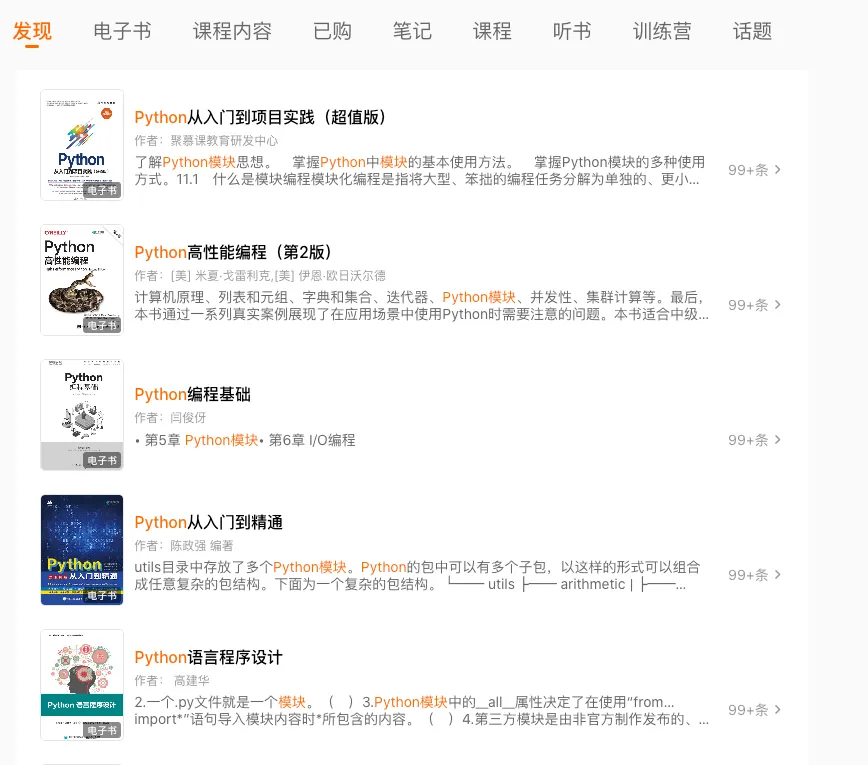 发现 电子书 课程内容 已购 笔记 课程 听书 训练营 话题
Python
从入门到项目实践(超值版)
电子书
Python从入门到项目实践（超值版）
作者：聚慕课教育研发中心
了解Python模块思想。 掌握Python中模块的基本使用方法。 掌握Python模块的多种使用
方式。11.1 什么是模块编程模块化编程是指将大型、笨拙的编程任务分解为单独的、更小...
99+条
O'REILLY
Python
高性能编程
电子书
Python高性能编程（第2版）
作者：[美] 米夏·戈雷利克,[美] 伊恩·欧日沃尔德
计算机原理、列表和元组、字典和集合、迭代器、Python模块、并发性、集群计算等。最后，
本书通过一系列真实案例展现了在应用场景中使用Python时需要注意的问题。本书适合中级...
99+条
Python
编程基础
电子书
Python编程基础
作者：闫俊伢
• 第5章 Python模块• 第6章 I/O编程
99+条
Python
从入门到精通
电子书
Python从入门到精通
作者：陈政强 编著
utils目录中存放了多个Python模块。Python的包中可以有多个子包，以这样的形式可以组合
成任意复杂的包结构。下面为一个复杂的包结构。 └── utils ├── arithmetic | ├──...
99+条
Python 语言程序设计
电子书
Python语言程序设计
作者： 高建华
2.一个.py文件就是一个模块。（ ）3.Python模块中的__all__属性决定了在使用“from...
import*”语句导入模块内容时*所包含的内容。（ ）4.第三方模块是由非官方制作发布的、...
99+条